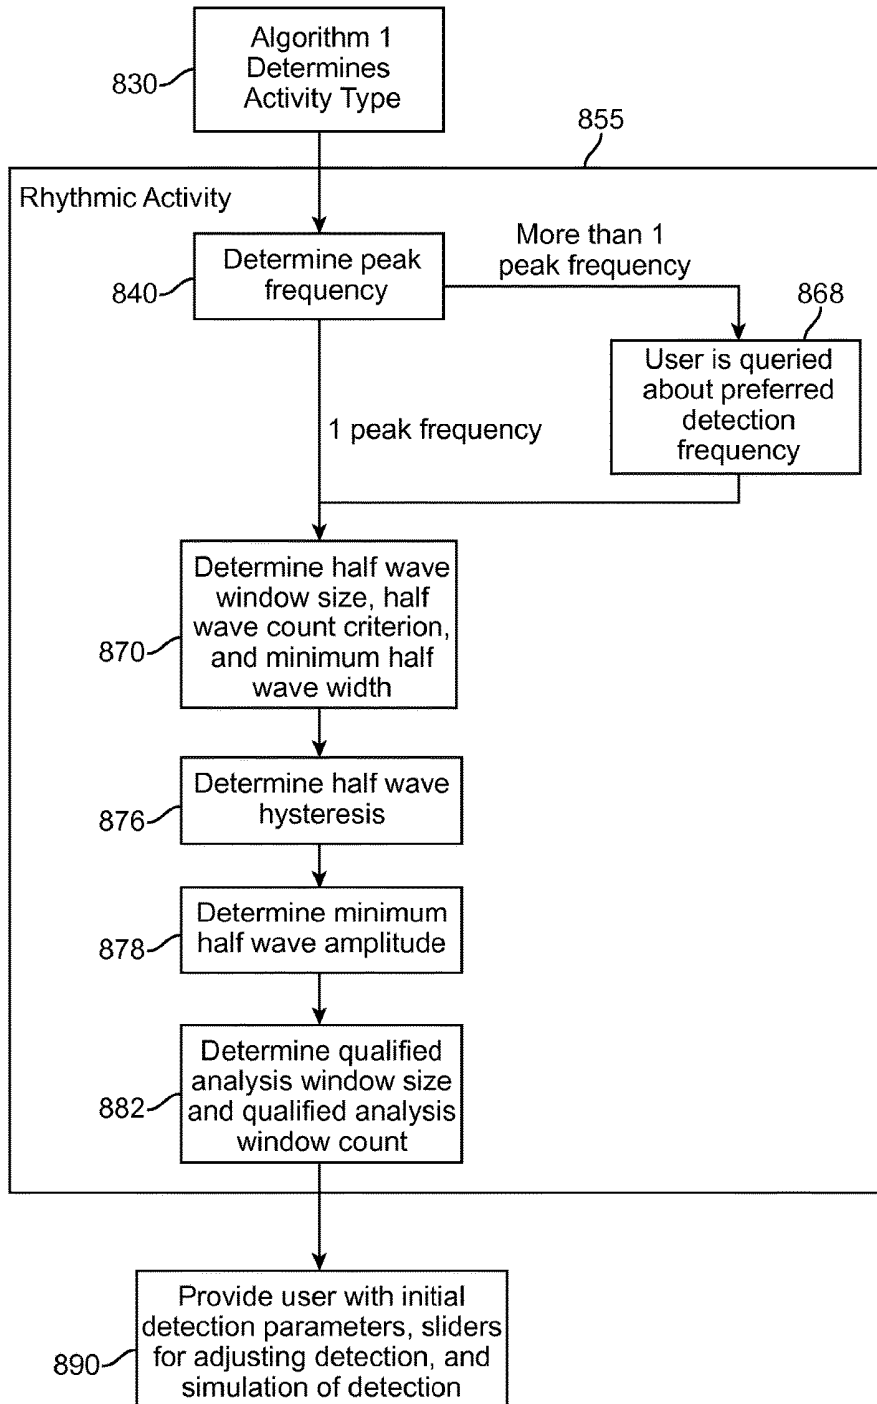 Algorithm 1
Determines
Activity Type
830
855
Rhythmic Activity
Determine peak
frequency
840
More than 1
peak frequency
868
User is queried
about preferred
detection
frequency
1 peak frequency
Determine half wave
window size, half
wave count criterion,
and minimum half
wave width
870
Determine half wave
hysteresis
876
Determine minimum
half wave amplitude
878
Determine qualified
analysis window size
and qualified analysis
window count
882
Provide user with initial
detection parameters, sliders
for adjusting detection, and
simulation of detection
890